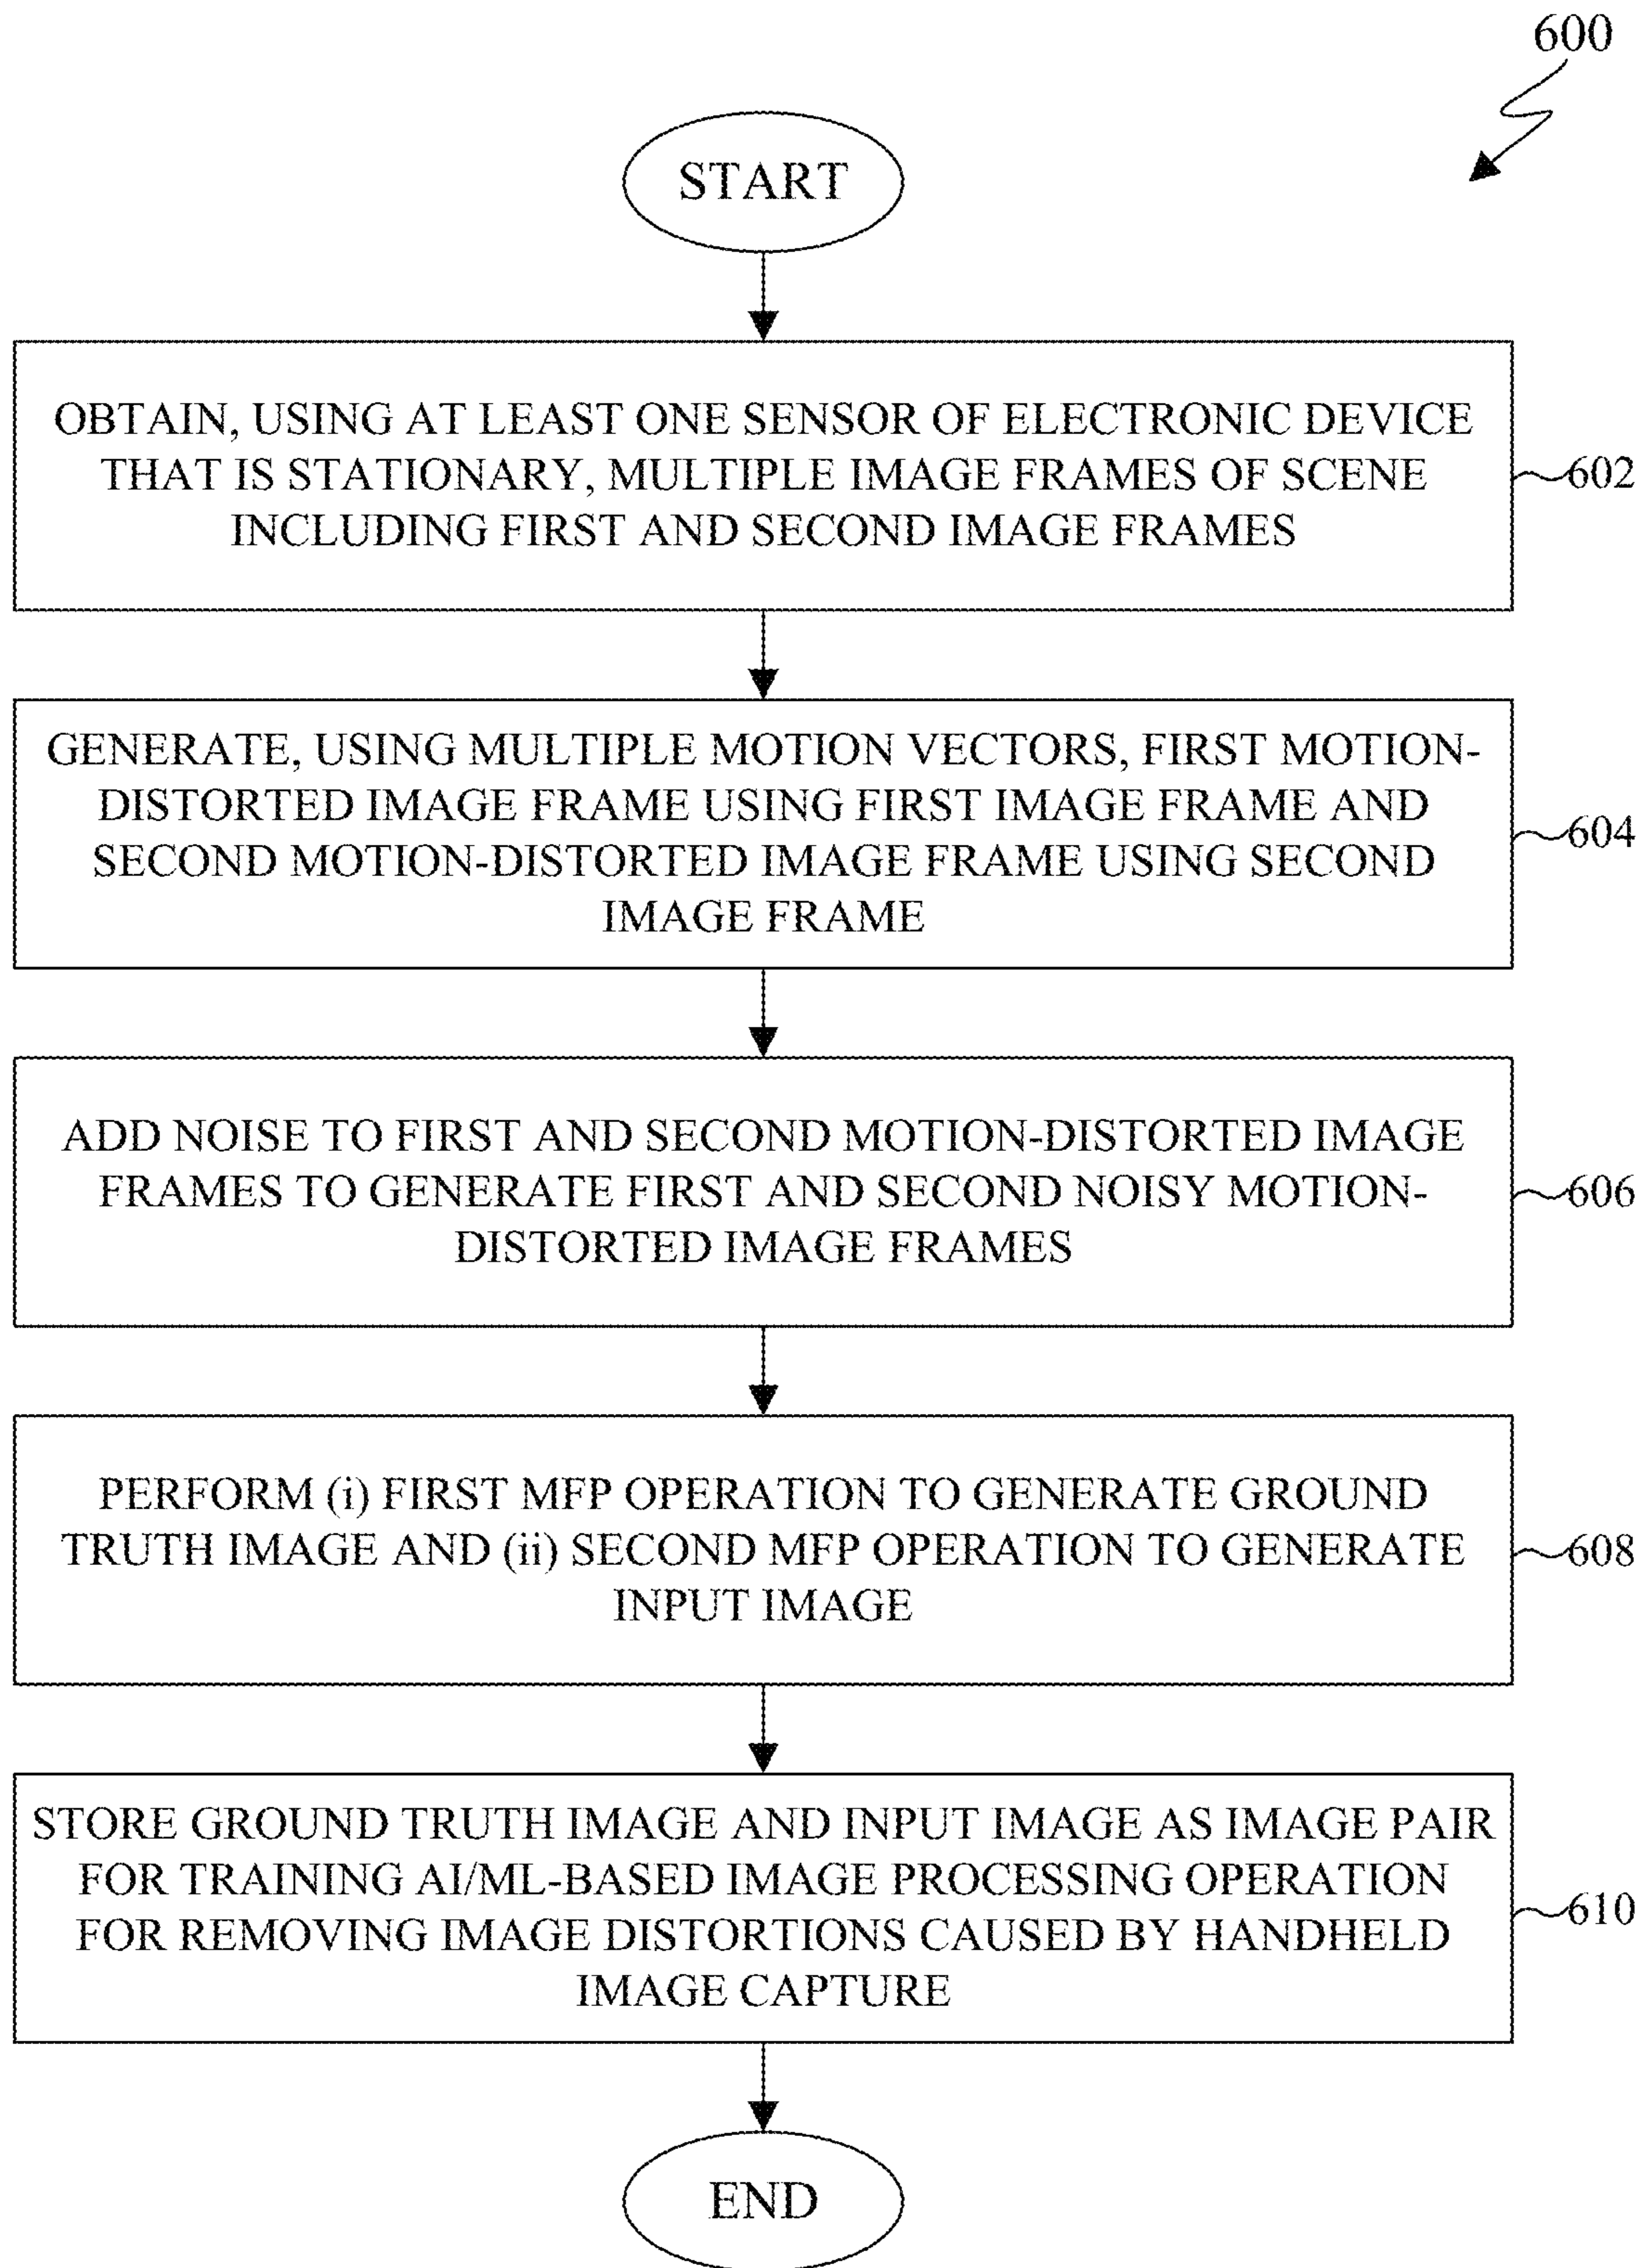 600
START
OBTAIN, USING AT LEAST ONE SENSOR OF ELECTRONIC DEVICE
THAT IS STATIONARY, MULTIPLE IMAGE FRAMES OF SCENE
INCLUDING FIRST AND SECOND IMAGE FRAMES
602
GENERATE, USING MULTIPLE MOTION VECTORS, FIRST MOTION-
DISTORTED IMAGE FRAME USING FIRST IMAGE FRAME AND
SECOND MOTION-DISTORTED IMAGE FRAME USING SECOND
IMAGE FRAME
604
ADD NOISE TO FIRST AND SECOND MOTION-DISTORTED IMAGE
FRAMES TO GENERATE FIRST AND SECOND NOISY MOTION-
DISTORTED IMAGE FRAMES
606
PERFORM (i) FIRST MFP OPERATION TO GENERATE GROUND
TRUTH IMAGE AND (ii) SECOND MFP OPERATION TO GENERATE
INPUT IMAGE
608
STORE GROUND TRUTH IMAGE AND INPUT IMAGE AS IMAGE PAIR
FOR TRAINING AI/ML-BASED IMAGE PROCESSING OPERATION
FOR REMOVING IMAGE DISTORTIONS CAUSED BY HANDHELD
IMAGE CAPTURE
610
END